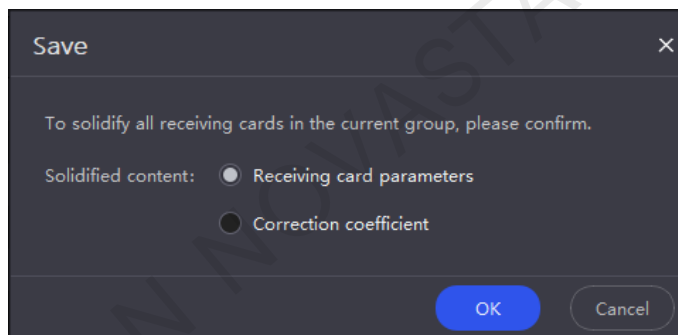 Save
To solidify all receiving cards in the current group, please confirm.
Solidified content: Receiving card parameters
Correction coefficient
OK Cancel
N NOVASTA